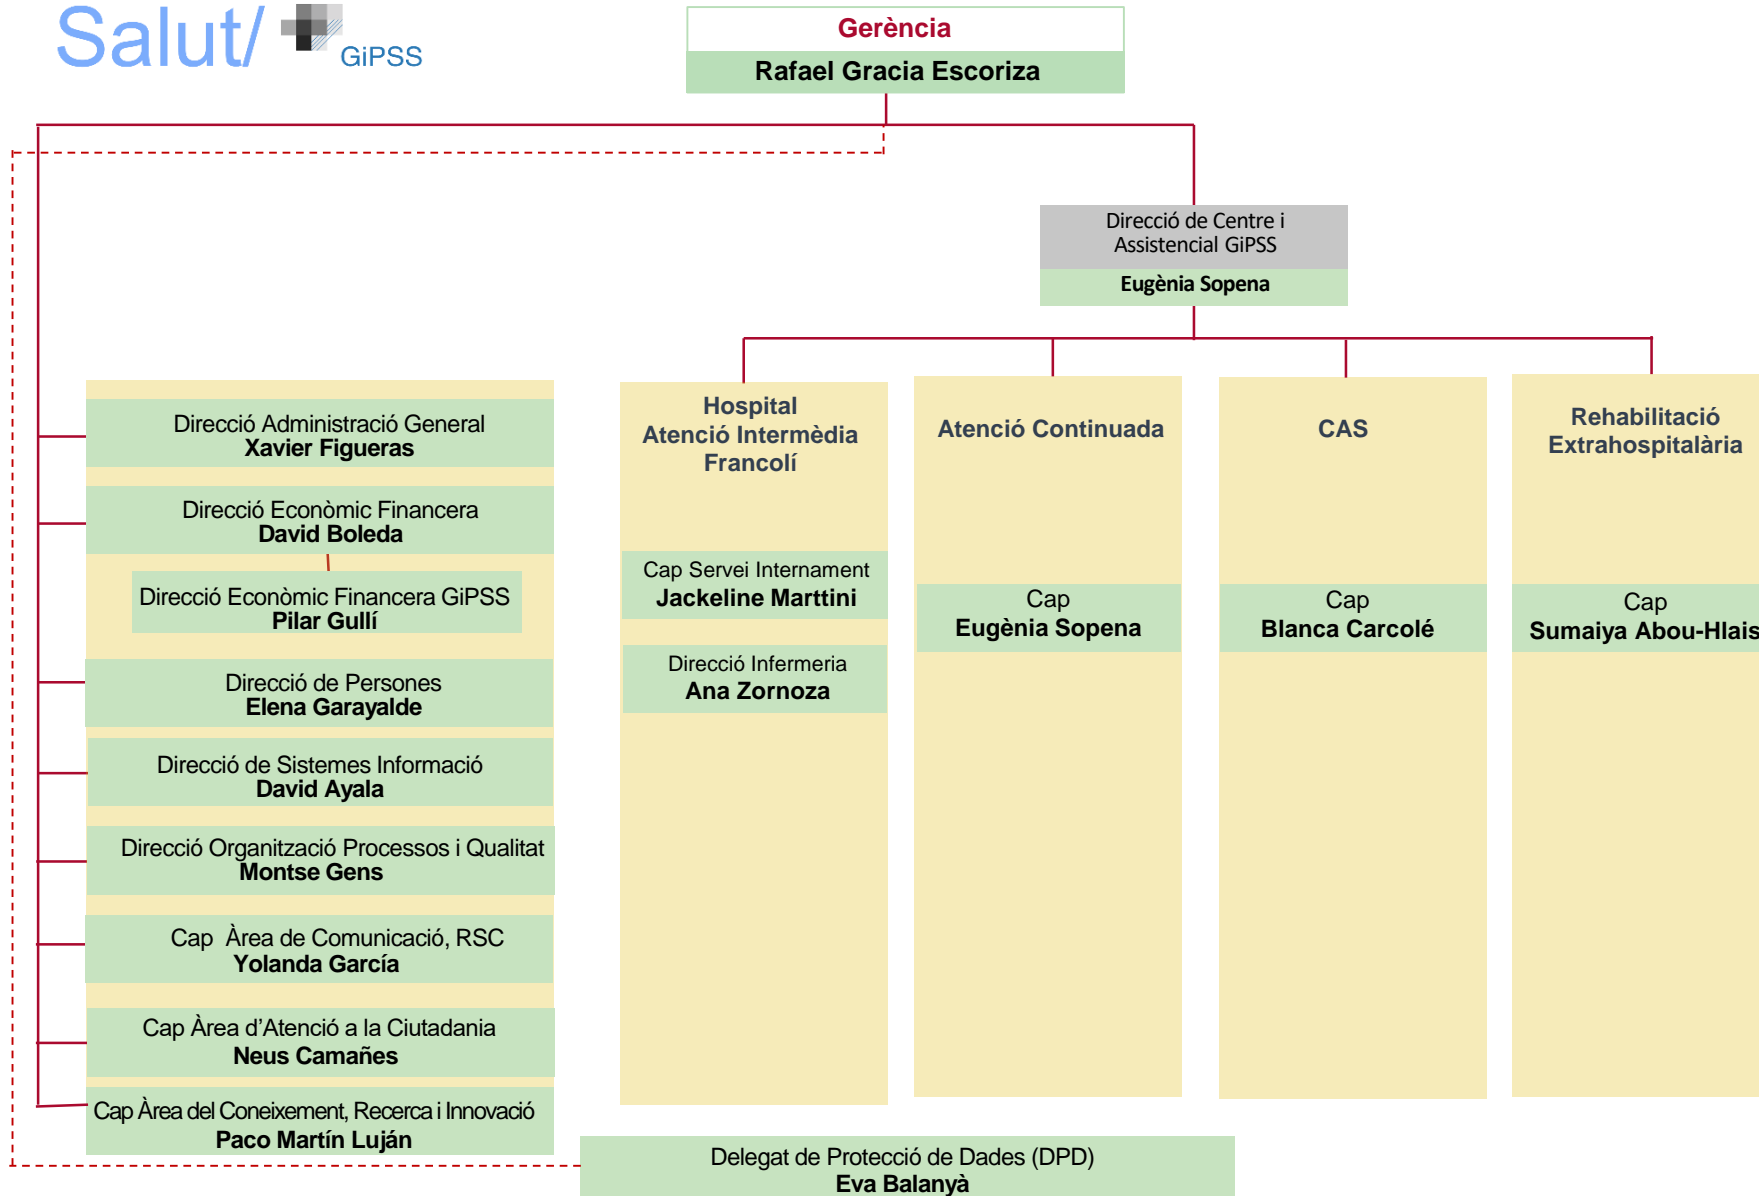 Salut/ GiPSS
Gerència
Rafael Gracia Escoriza
Direcció de Centre i
Assistencial GiPSS
Eugènia Sopena
Direcció Administració General
Xavier Figueras
Direcció Econòmic Financera
David Boleda
Direcció Econòmic Financera GiPSS
Pilar Gullí
Direcció de Persones
Elena Garayalde
Direcció de Sistemes Informació
David Ayala
Direcció Organització Processos i Qualitat
Montse Gens
Cap Àrea de Comunicació, RSC
Yolanda García
Cap Àrea d’Atenció a la Ciutadania
Neus Camañes
Cap Àrea del Coneixement, Recerca i Innovació
Paco Martín Luján
Hospital
Atenció Intermèdia
Francolí
Cap Servei Internament
Jackeline Marttini
Direcció Infermeria
Ana Zornoza
Atenció Continuada
Cap
Eugènia Sopena
CAS
Cap
Blanca Carcolé
Rehabilitació
Extrahospitalària
Cap
Sumaiya Abou-Hlais
Delegat de Protecció de Dades (DPD)
Eva Balanyà